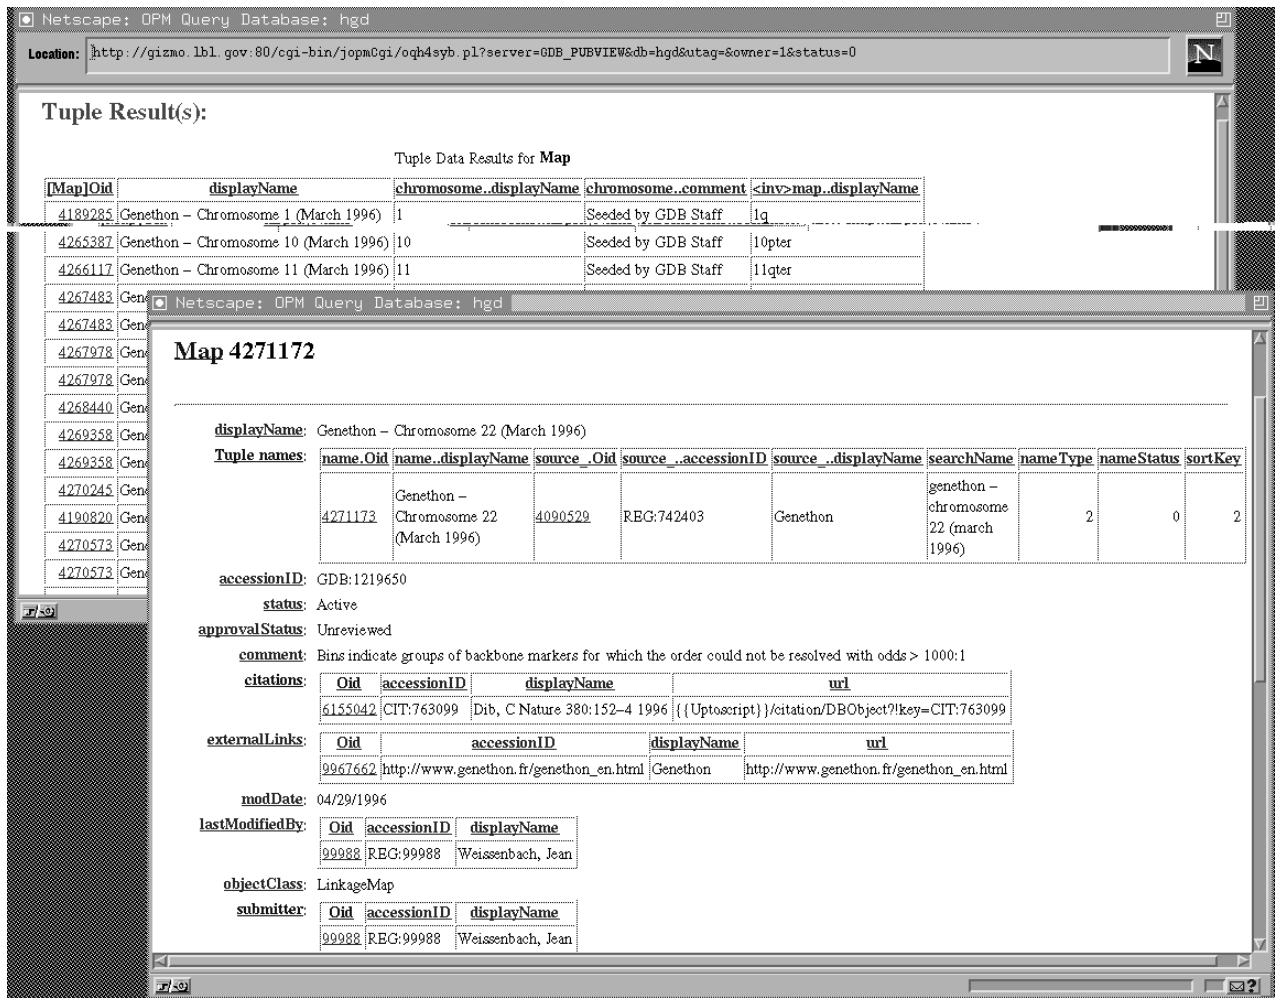 Netscape: OPM Query Database: hgd
Location: http://gizmo.lbl.gov:80/cgi-bin/jopmCgi/oqh4syb.pl?server=GDB_PUBVIEW&db=hgd&utag=&owner=1&status=0
N
Tuple Result(s):
Tuple Data Results for Map
[Map]Oid displayName chromosome..displayName chromosome..comment <inv>map..displayName
4189285 Genethon – Chromosome 1 (March 1996) 1 Seeded by GDB Staff 1q
4265387 Genethon – Chromosome 10 (March 1996) 10 Seeded by GDB Staff 10pter
4266117 Genethon – Chromosome 11 (March 1996) 11 Seeded by GDB Staff 11qter
4267483 Gen
4267483 Gen
4267978 Gen
4267978 Gen
4268440 Gen
4269358 Gen
4269358 Gen
4270245 Gen
4190820 Gen
4270573 Gen
4270573 Gen
Netscape: OPM Query Database: hgd
Map 4271172
displayName: Genethon – Chromosome 22 (March 1996)
Tuple names: name.Oid name..displayName source_.Oid source_..accessionID source_..displayName searchName nameType nameStatus sortKey
4271173 Genethon – Chromosome 22 (March 1996) 4090529 REG:742403 Genethon genethon – chromosome 22 (march 1996) 2 0 2
accessionID: GDB:1219650
status: Active
approvalStatus: Unreviewed
comment: Bins indicate groups of backbone markers for which the order could not be resolved with odds > 1000:1
citations: Oid accessionID displayName url
6155042 CIT:763099 Dib, C Nature 380:152–4 1996 {{Uptoscript}}/citation/DBObject?!key=CIT:763099
externalLinks: Oid accessionID displayName url
9967662 http://www.genethon.fr/genethon_en.html Genethon http://www.genethon.fr/genethon_en.html
modDate: 04/29/1996
lastModifiedBy: Oid accessionID displayName
99988 REG:99988 Weissenbach, Jean
objectClass: LinkageMap
submitter: Oid accessionID displayName
99988 REG:99988 Weissenbach, Jean
?